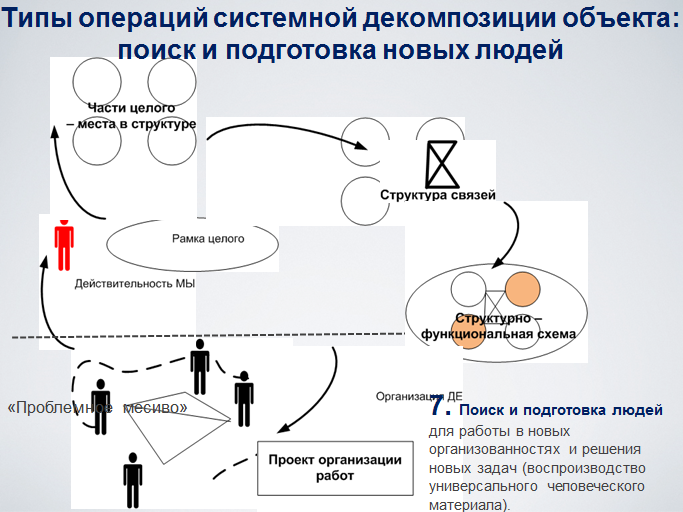 Типы операций системной декомпозиции объекта:
поиск и подготовка новых людей
Части целого
– места в структуре
Структура связей
Рамка целого
Действительность МЫ
Структурно –
функциональная схема
Организация ДЕ
«Проблемное месиво»
Проект организации
работ
7. Поиск и подготовка людей
для работы в новых
организованностях и решения
новых задач (воспроизводство
универсального человеческого
материала).